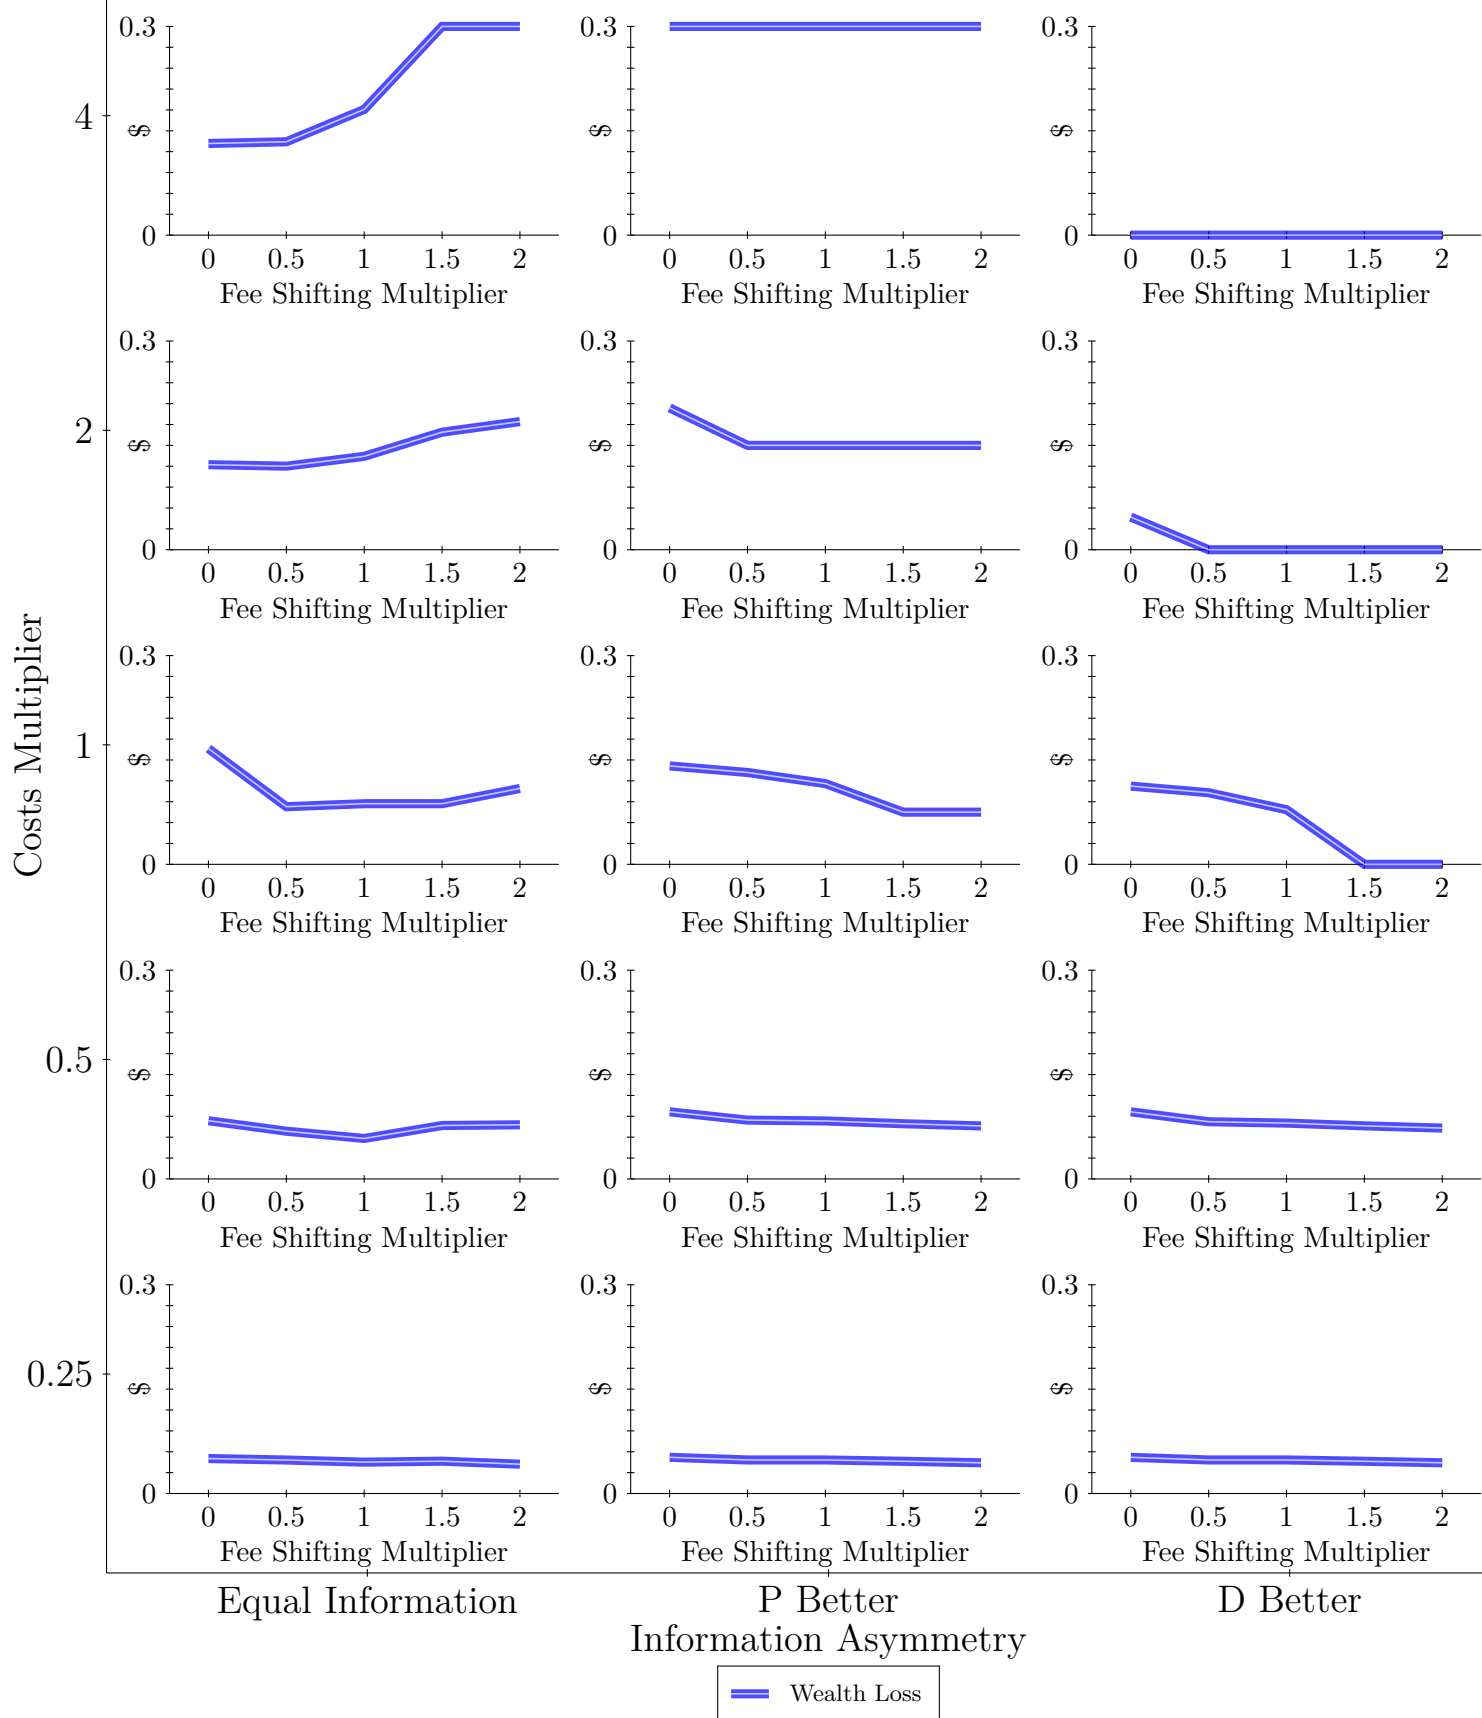 0.3 0.3 0.3
4 $ $ $
0 0 0
0 0.5 1 1.5 2 0 0.5 1 1.5 2 0 0.5 1 1.5 2
Fee Shifting Multiplier Fee Shifting Multiplier Fee Shifting Multiplier
0.3 0.3 0.3
2 $ $ $
0 0 0
0 0.5 1 1.5 2 0 0.5 1 1.5 2 0 0.5 1 1.5 2
Fee Shifting Multiplier Fee Shifting Multiplier Fee Shifting Multiplier
Costs Multiplier
0.3 0.3 0.3
1 $ $ $
0 0 0
0 0.5 1 1.5 2 0 0.5 1 1.5 2 0 0.5 1 1.5 2
Fee Shifting Multiplier Fee Shifting Multiplier Fee Shifting Multiplier
0.3 0.3 0.3
0.5 $ $ $
0 0 0
0 0.5 1 1.5 2 0 0.5 1 1.5 2 0 0.5 1 1.5 2
Fee Shifting Multiplier Fee Shifting Multiplier Fee Shifting Multiplier
0.3 0.3 0.3
0.25 $ $ $
0 0 0
0 0.5 1 1.5 2 0 0.5 1 1.5 2 0 0.5 1 1.5 2
Fee Shifting Multiplier Fee Shifting Multiplier Fee Shifting Multiplier
Equal Information P Better D Better
Information Asymmetry
Wealth Loss